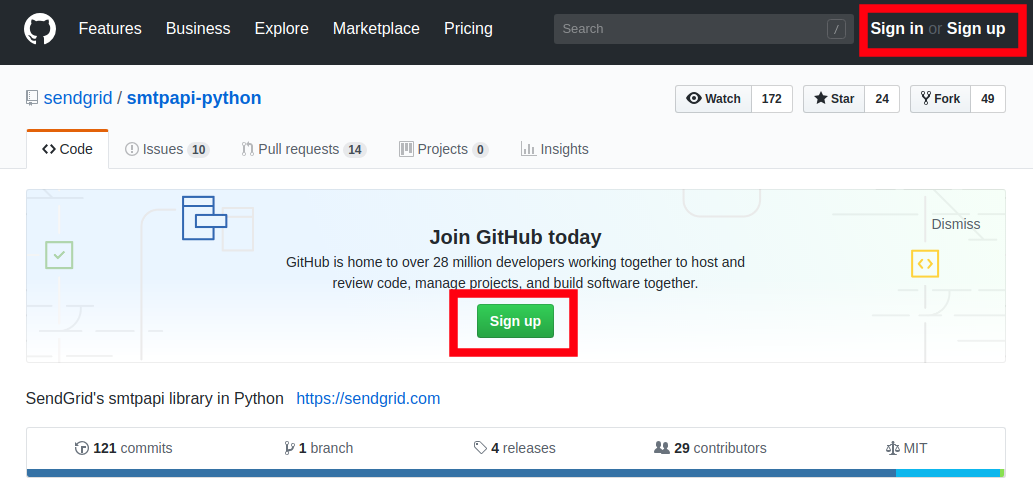 Features Business Explore Marketplace Pricing Search / Sign in or Sign up
sendgrid / smtpapi-python Watch 172 Star 24 Fork 49
Code Issues 10 Pull requests 14 Projects 0 Insights
Dismiss
Join GitHub today
GitHub is home to over 28 million developers working together to host and
review code, manage projects, and build software together.
Sign up
SendGrid's smtpapi library in Python https://sendgrid.com
121 commits 1 branch 4 releases 29 contributors MIT